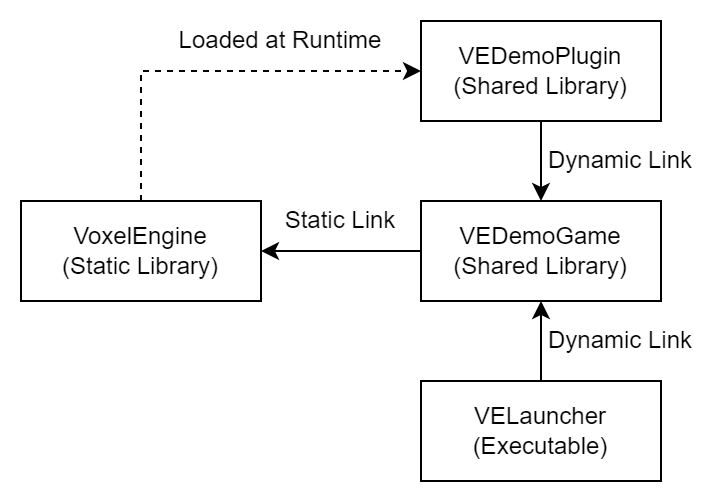 Loaded at Runtime
VEDemoPlugin
(Shared Library)
Dynamic Link
VoxelEngine
(Static Library)
Static Link
VEDemoGame
(Shared Library)
Dynamic Link
VELauncher
(Executable)